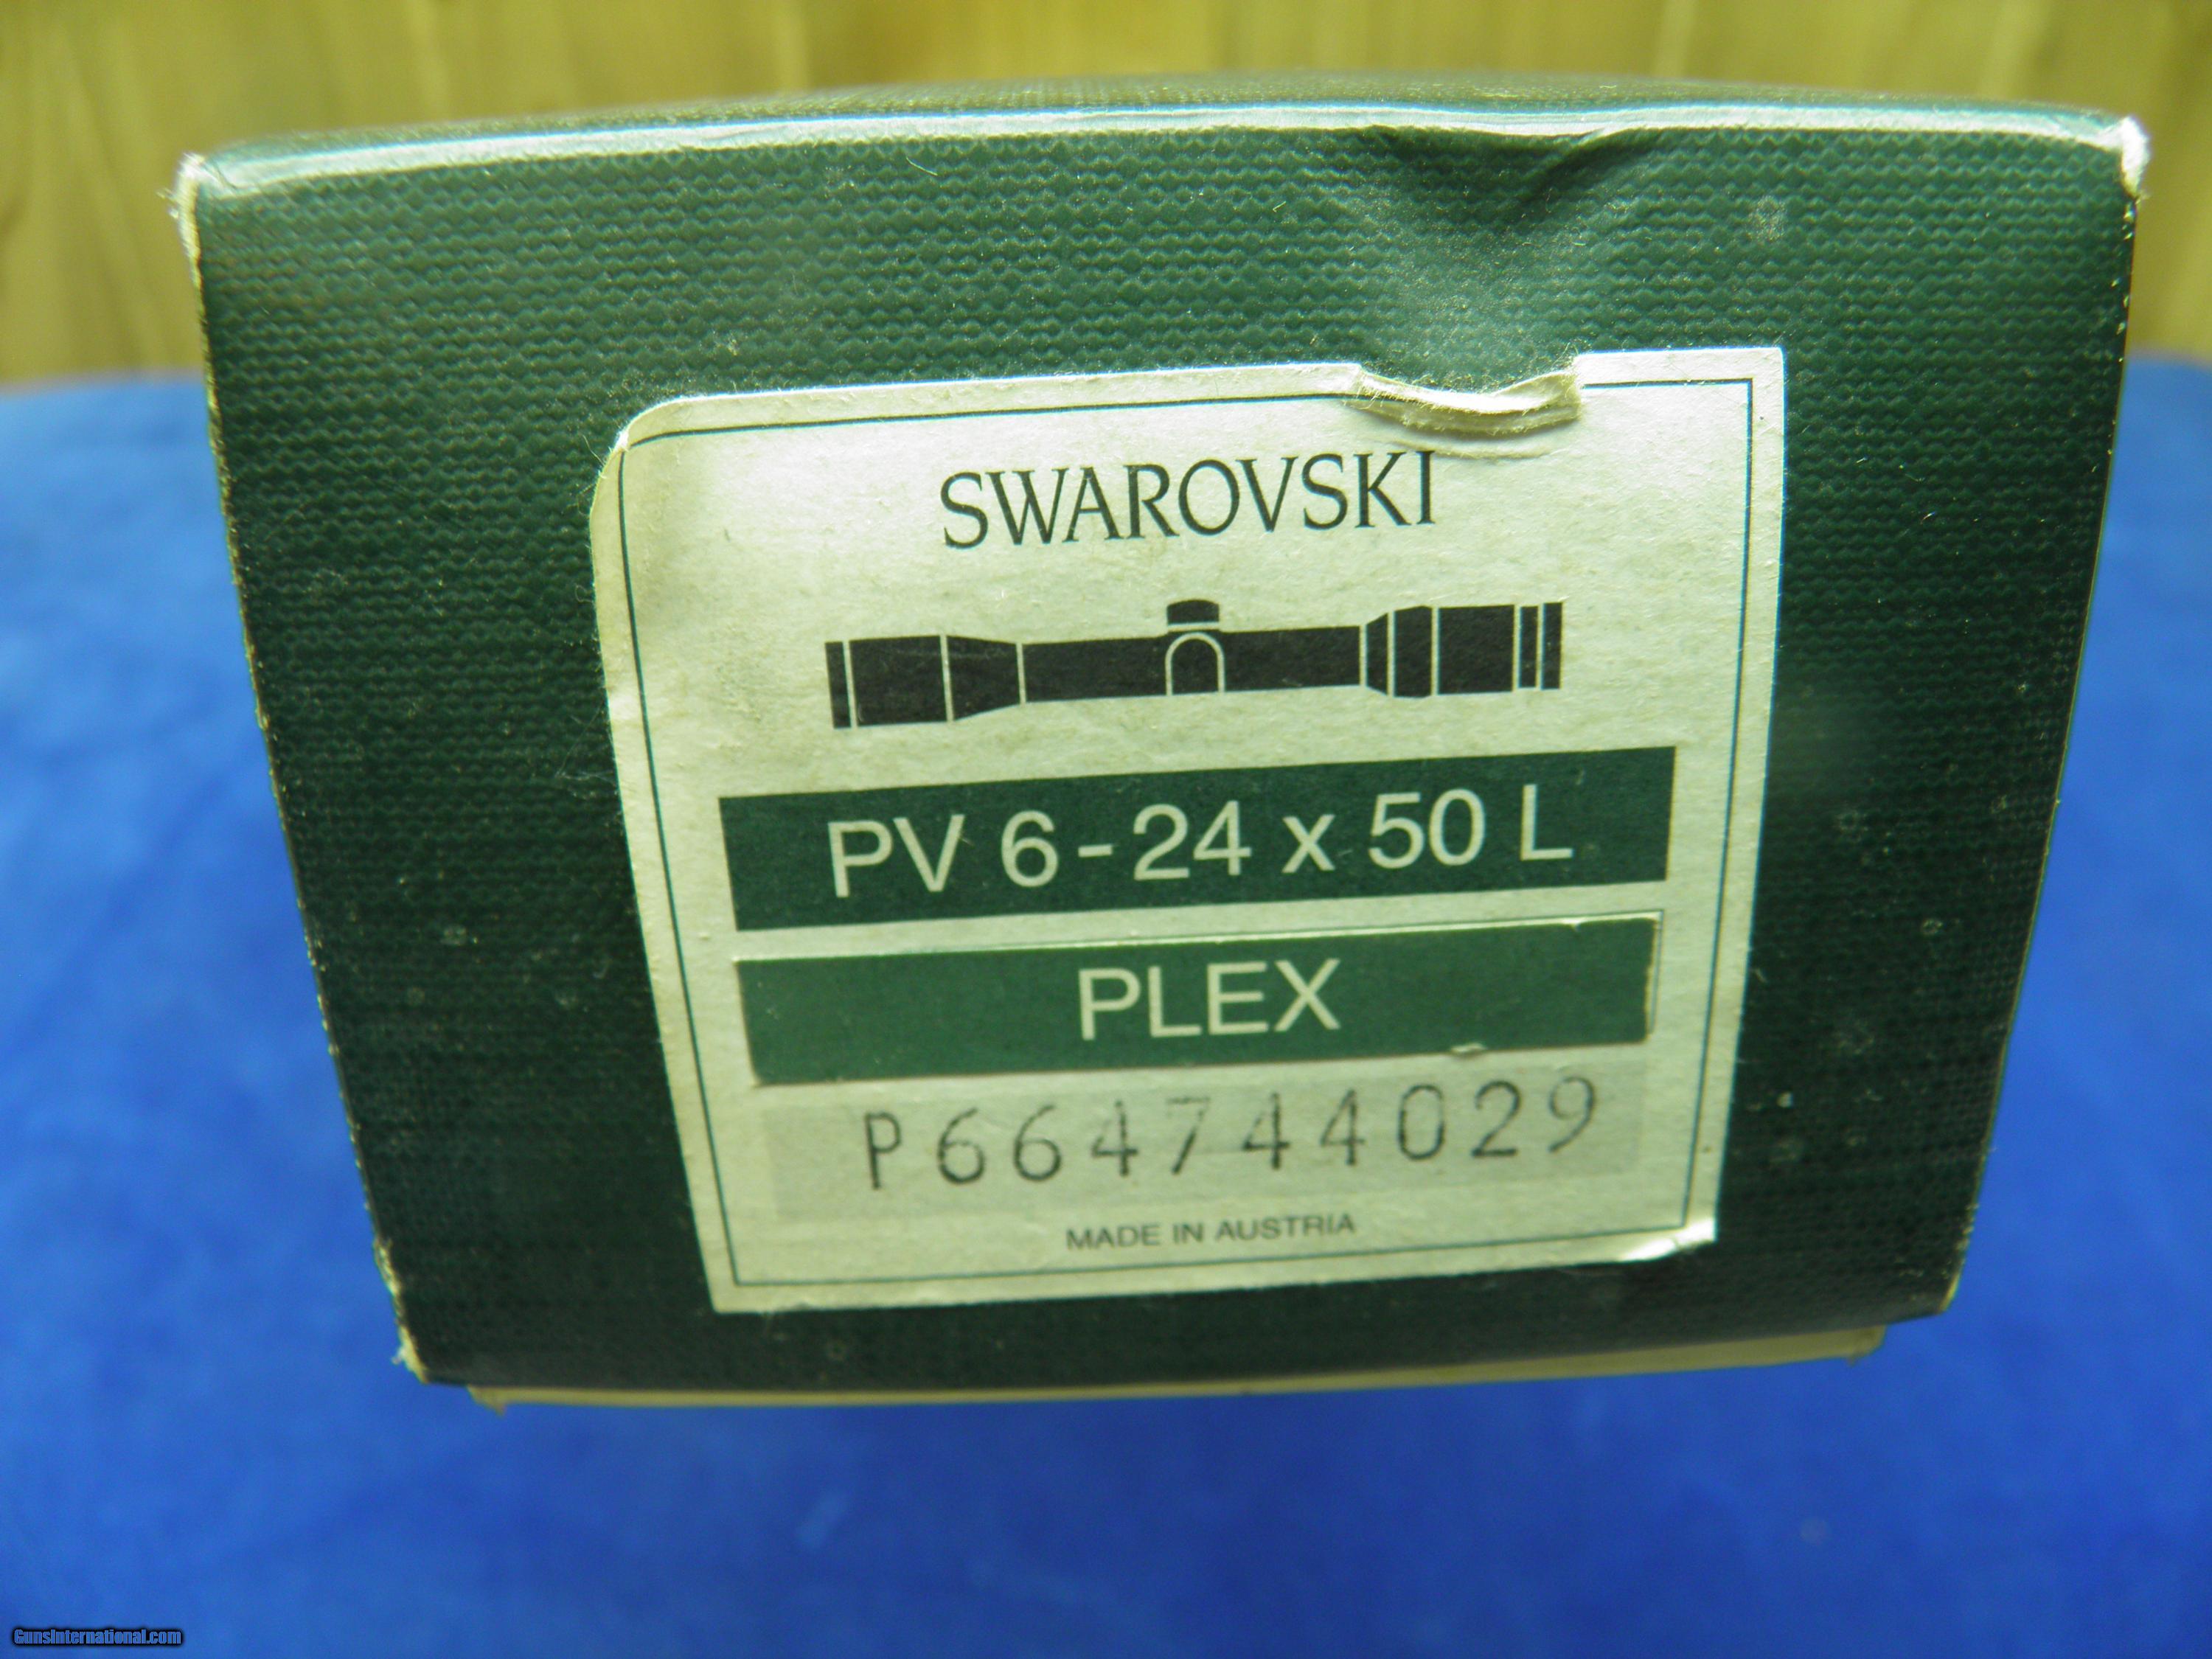 SWAROVSKI
PV 6-24 x 50 L
PLEX
P664744029
MADE IN AUSTRIA
GunsInternational.com